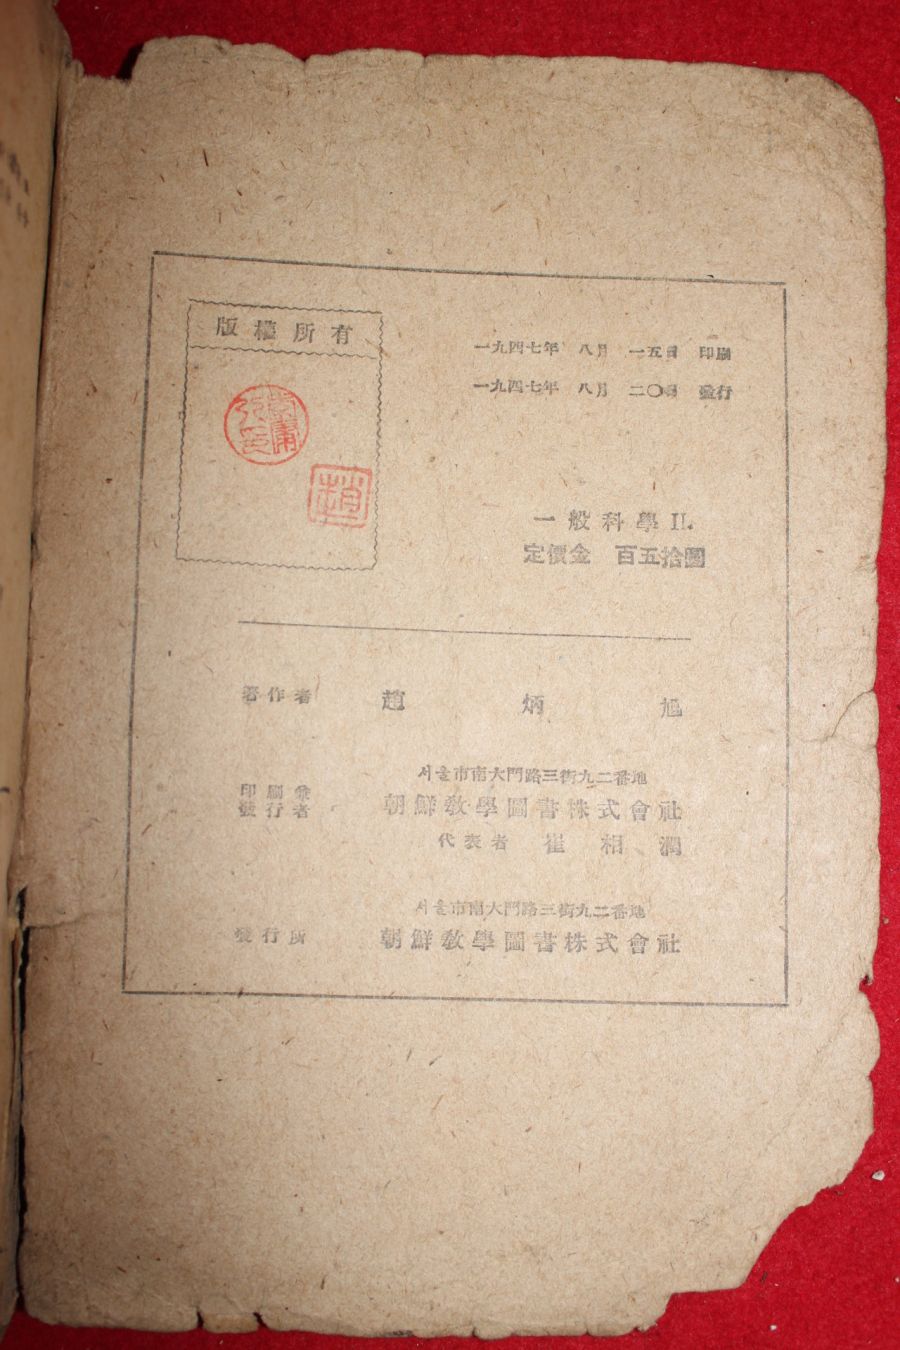 版權所有
一九四七年 八月 一五日 印刷
一九四七年 八月 二〇日 發行
一般科學 II.
定價金 百五拾圓
著作者 趙炳旭
서울市南大門路三街九二番地
印刷兼
發行者 朝鮮敎學圖書株式會社
代表者 崔相潤
서울市南大門路三街九二番地
發行所 朝鮮敎學圖書株式會社